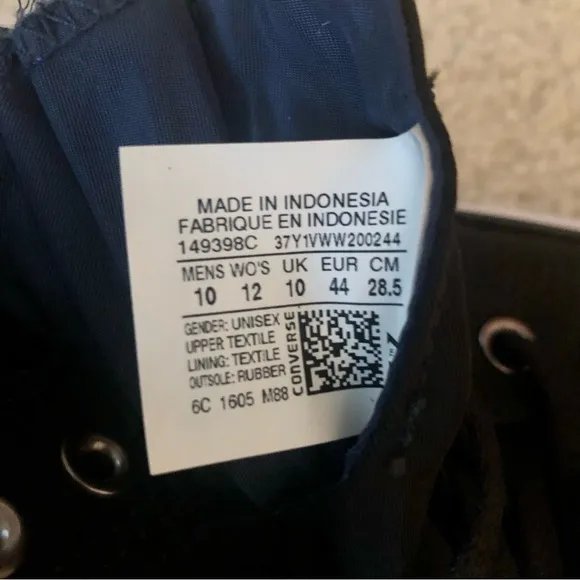 MADE IN INDONESIA
FABRIQUE EN INDONESIE
149398C 37Y1VWW200244
MENS WO'S UK EUR CM
10 12 10 44 28.5
GENDER: UNISEX
UPPER TEXTILE
LINING: TEXTILE
OUTSOLE: RUBBER
CONVERSE
6C 1605 M88